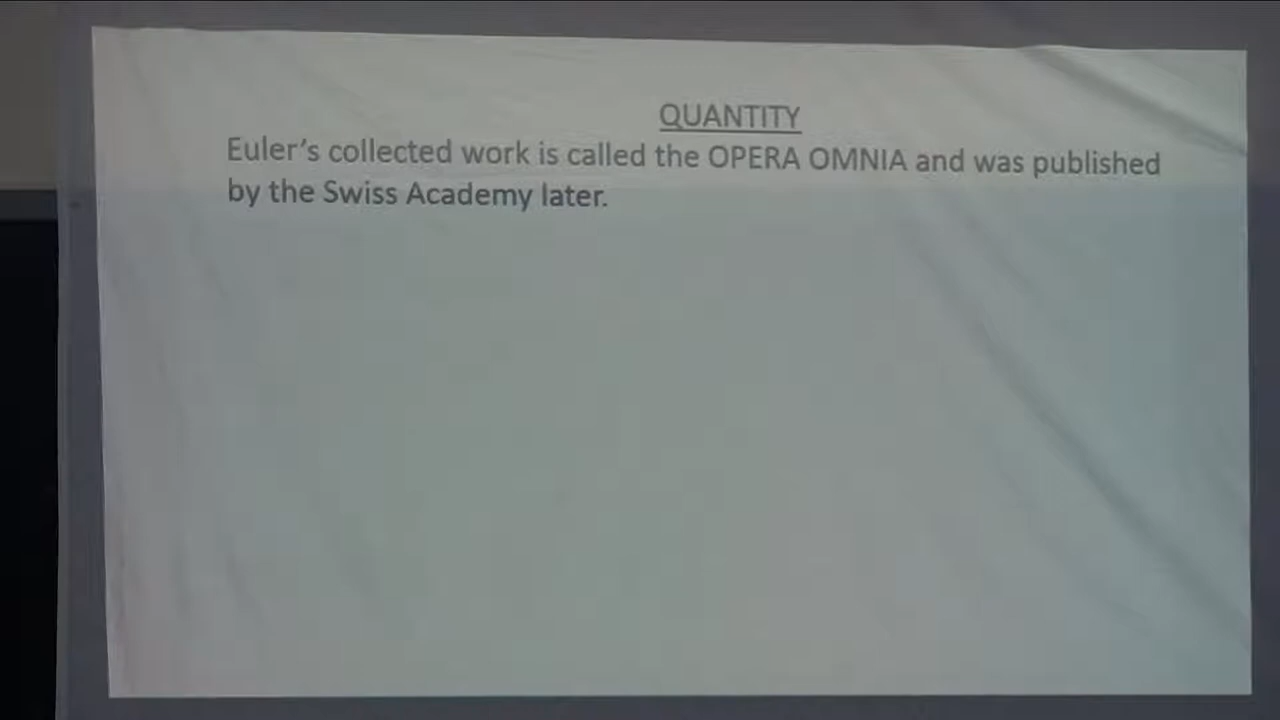 QUANTITY
Euler's collected work is called the OPERA OMNIA and was published
by the Swiss Academy later.